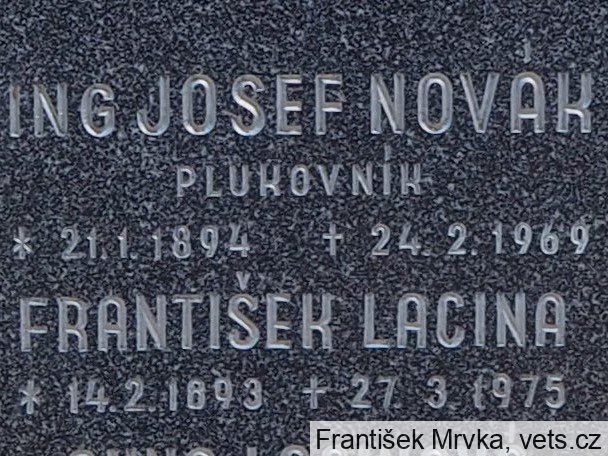 ING JOSEF NOVÁK
PLUKOVNÍK
* 21.1.1894 † 24.2.1969
FRANTIŠEK LACINA
* 14.2.1893 † 27.3.1975
František Mrvka, vets.cz